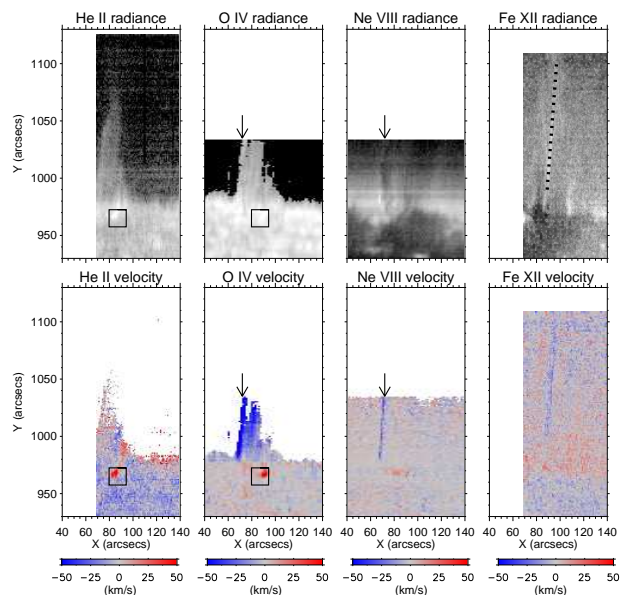 He II radiance O IV radiance Ne VIII radiance Fe XII radiance
1100
1050
1000
950
Y (arcsecs)
He II velocity O IV velocity Ne VIII velocity Fe XII velocity
1100
1050
1000
950
Y (arcsecs)
40 60 80 100 120 140 40 60 80 100 120 140 40 60 80 100 120 140 40 60 80 100 120 140
X (arcsecs) X (arcsecs) X (arcsecs) X (arcsecs)
−50 −25 0 25 50 −50 −25 0 25 50 −50 −25 0 25 50 −50 −25 0 25 50
(km/s) (km/s) (km/s) (km/s)